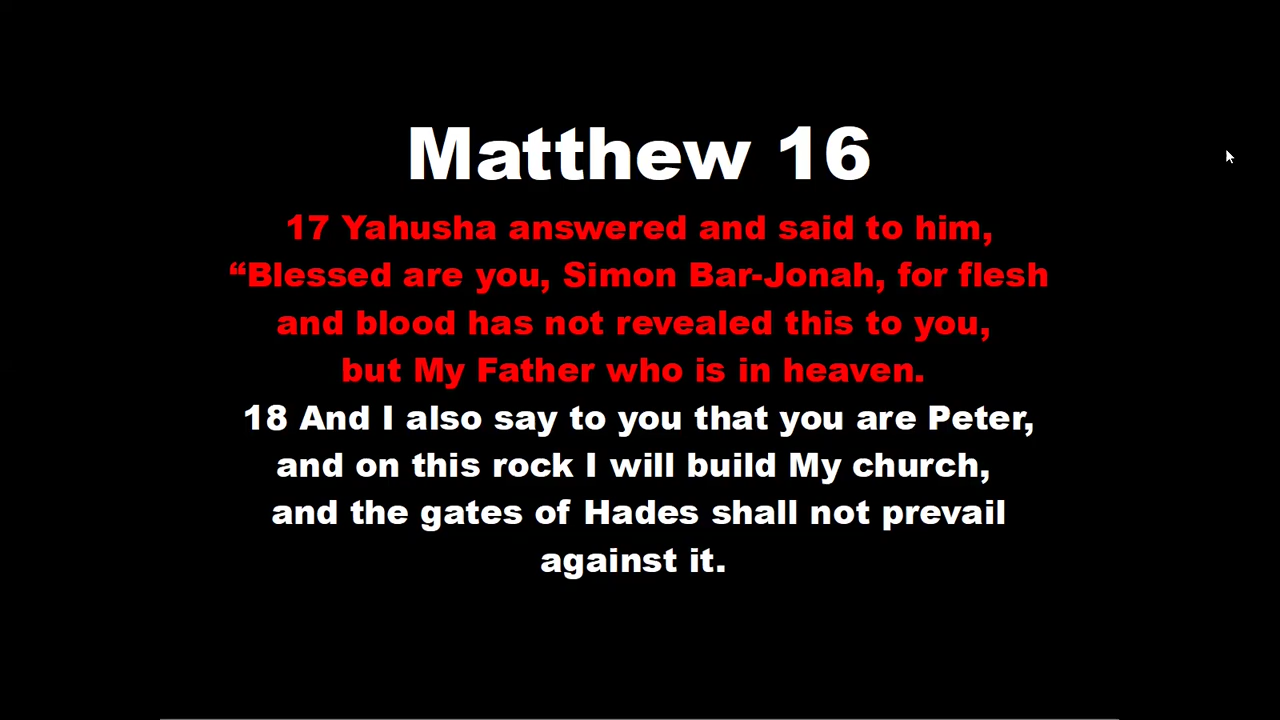 Matthew 16
17 Yahusha answered and said to him,
“Blessed are you, Simon Bar-Jonah, for flesh
and blood has not revealed this to you,
but My Father who is in heaven.
18 And I also say to you that you are Peter,
and on this rock I will build My church,
and the gates of Hades shall not prevail
against it.